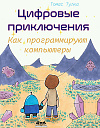 Цифровые
приключения
Как программируют
компьютеры